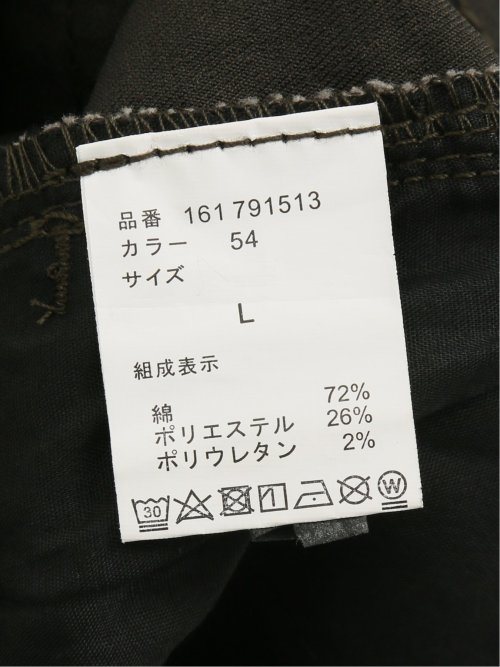 品番 161 791513
カラー 54
サイズ
L
組成表示
綿 72%
ポリエステル 26%
ポリウレタン 2%
30 W